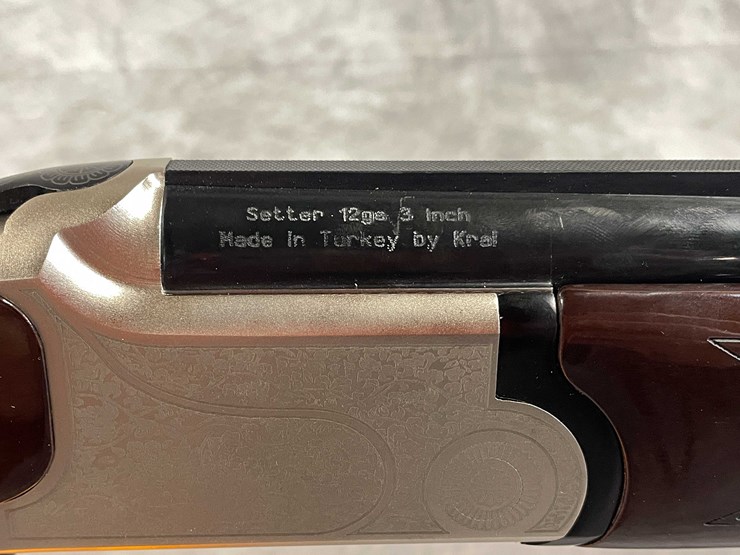 Setter 12ga 3 inch
Made in Turkey by Kral